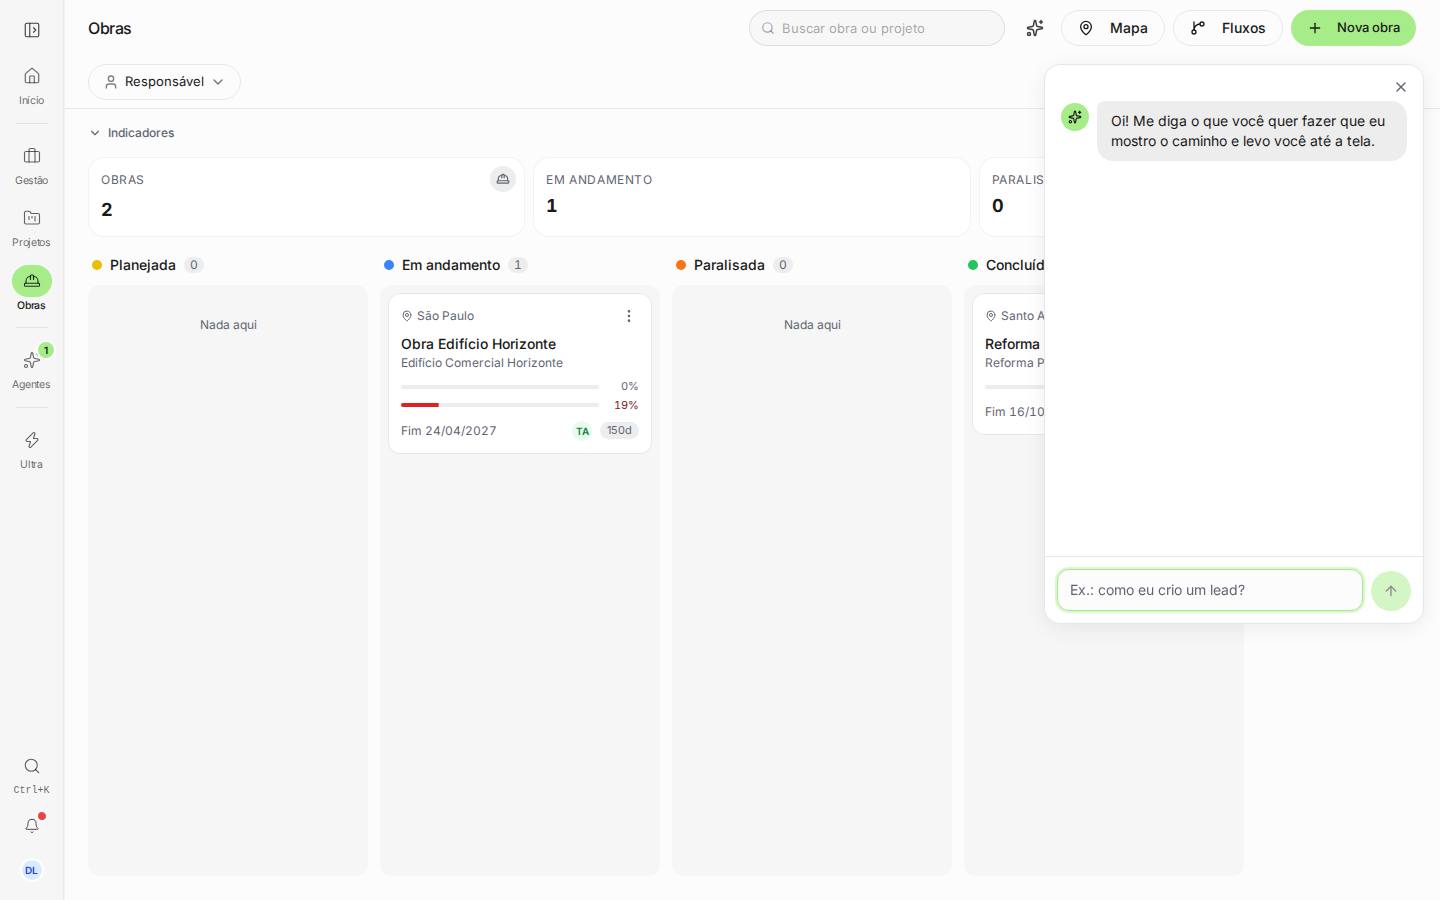 Obras
Buscar obra ou projeto
Mapa
Fluxos
Nova obra
Responsável
Início
Gestão
Projetos
Obras
1
Agentes
Ultra
Ctrl+K
DL
Indicadores
OBRAS
2
EM ANDAMENTO
1
PARALIS
0
Planejada 0
Nada aqui
Em andamento 1
São Paulo
Obra Edifício Horizonte
Edifício Comercial Horizonte
0%
19%
Fim 24/04/2027 TA 150d
Paralisada 0
Nada aqui
Concluíd
Santo A
Reforma
Reforma P
Fim 16/10
Oi! Me diga o que você quer fazer que eu
mostro o caminho e levo você até a tela.
Ex.: como eu crio um lead?